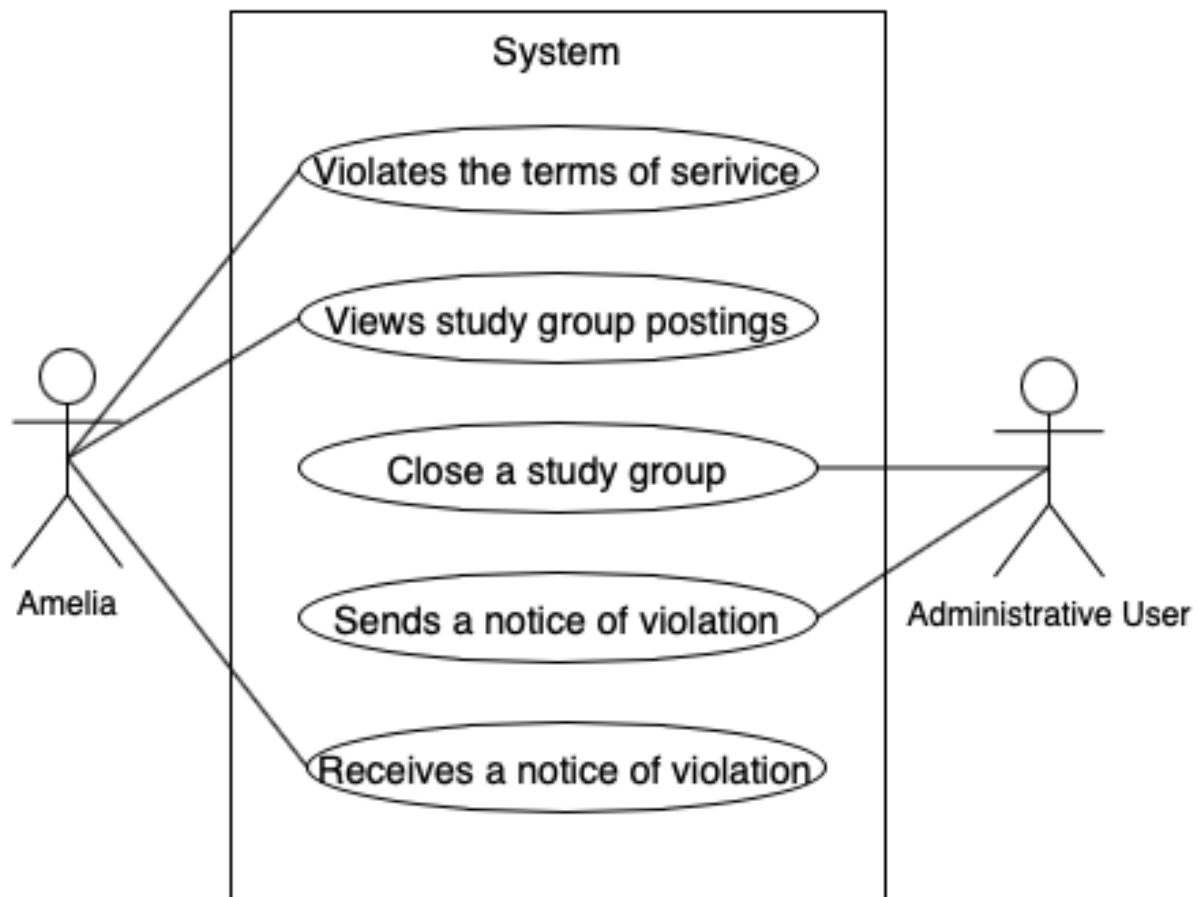 System
Violates the terms of serivice
Views study group postings
Close a study group
Sends a notice of violation
Receives a notice of violation
Amelia
Administrative User